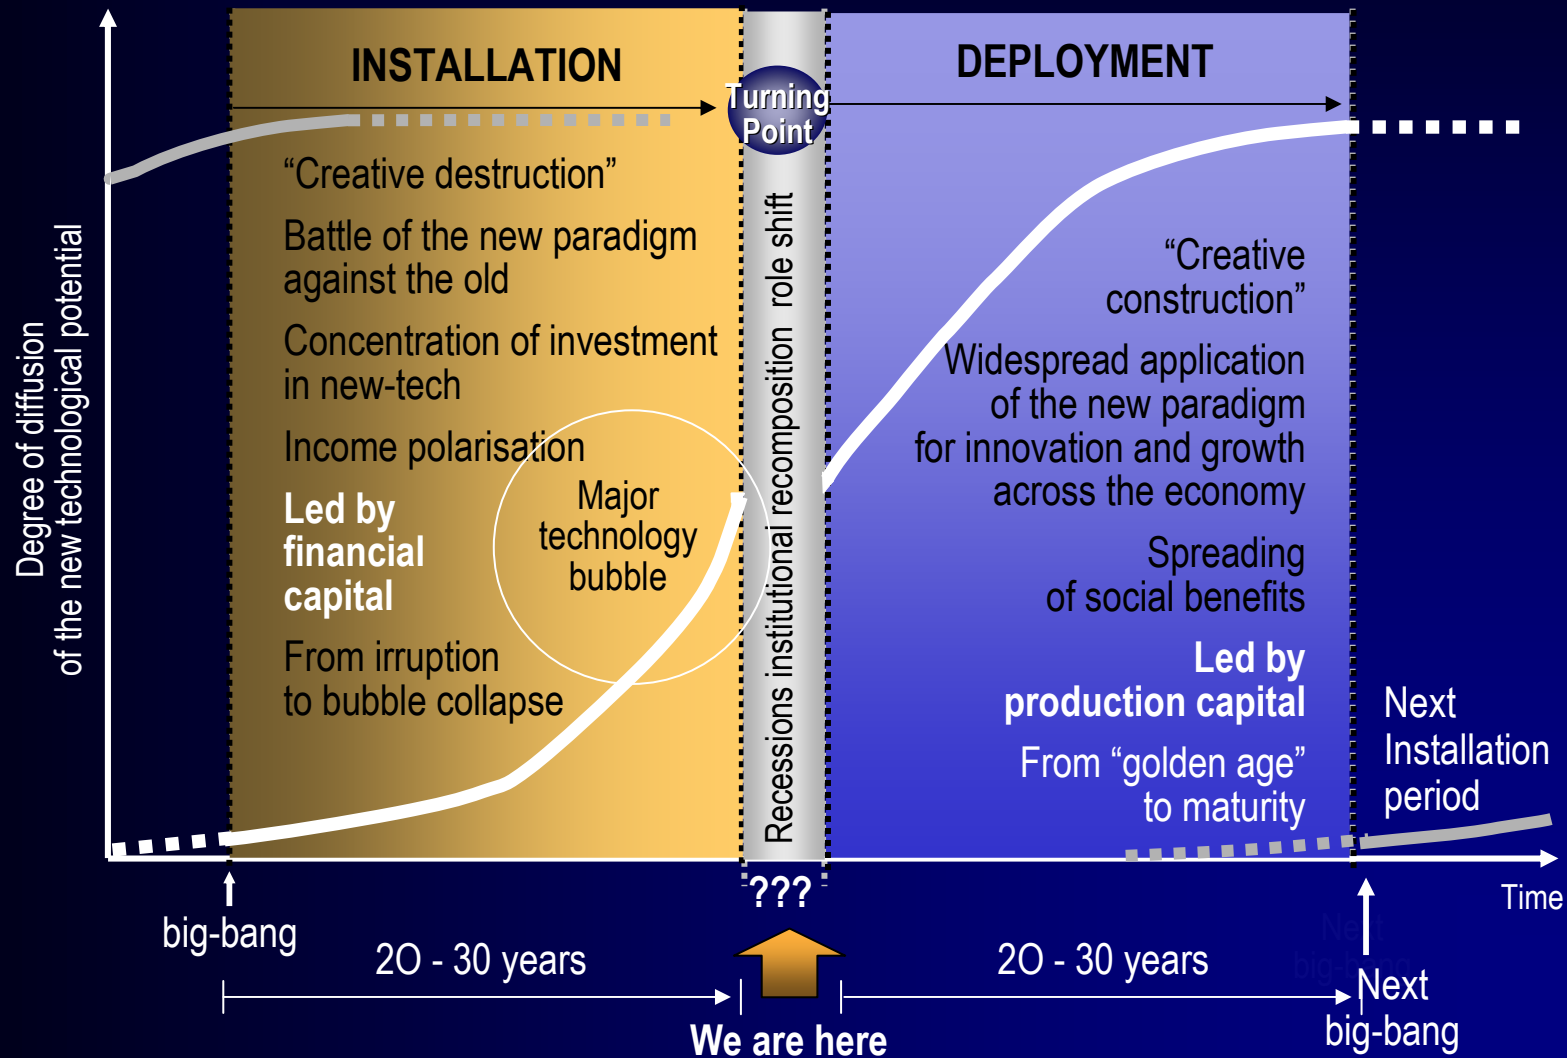 INSTALLATION
DEPLOYMENT
Turning
Point
“Creative destruction”
Battle of the new paradigm
against the old
Concentration of investment
in new-tech
Income polarisation
Led by
financial
capital
From irruption
to bubble collapse
Major
technology
bubble
Recessions institutional recomposition role shift
“Creative
construction”
Widespread application
of the new paradigm
for innovation and growth
across the economy
Spreading
of social benefits
Led by
production capital
From “golden age”
to maturity
Next
Installation
period
Degree of diffusion
of the new technological potential
Time
big-bang
???
2O - 30 years
2O - 30 years
We are here
Next
big-bang
Next
big-bang